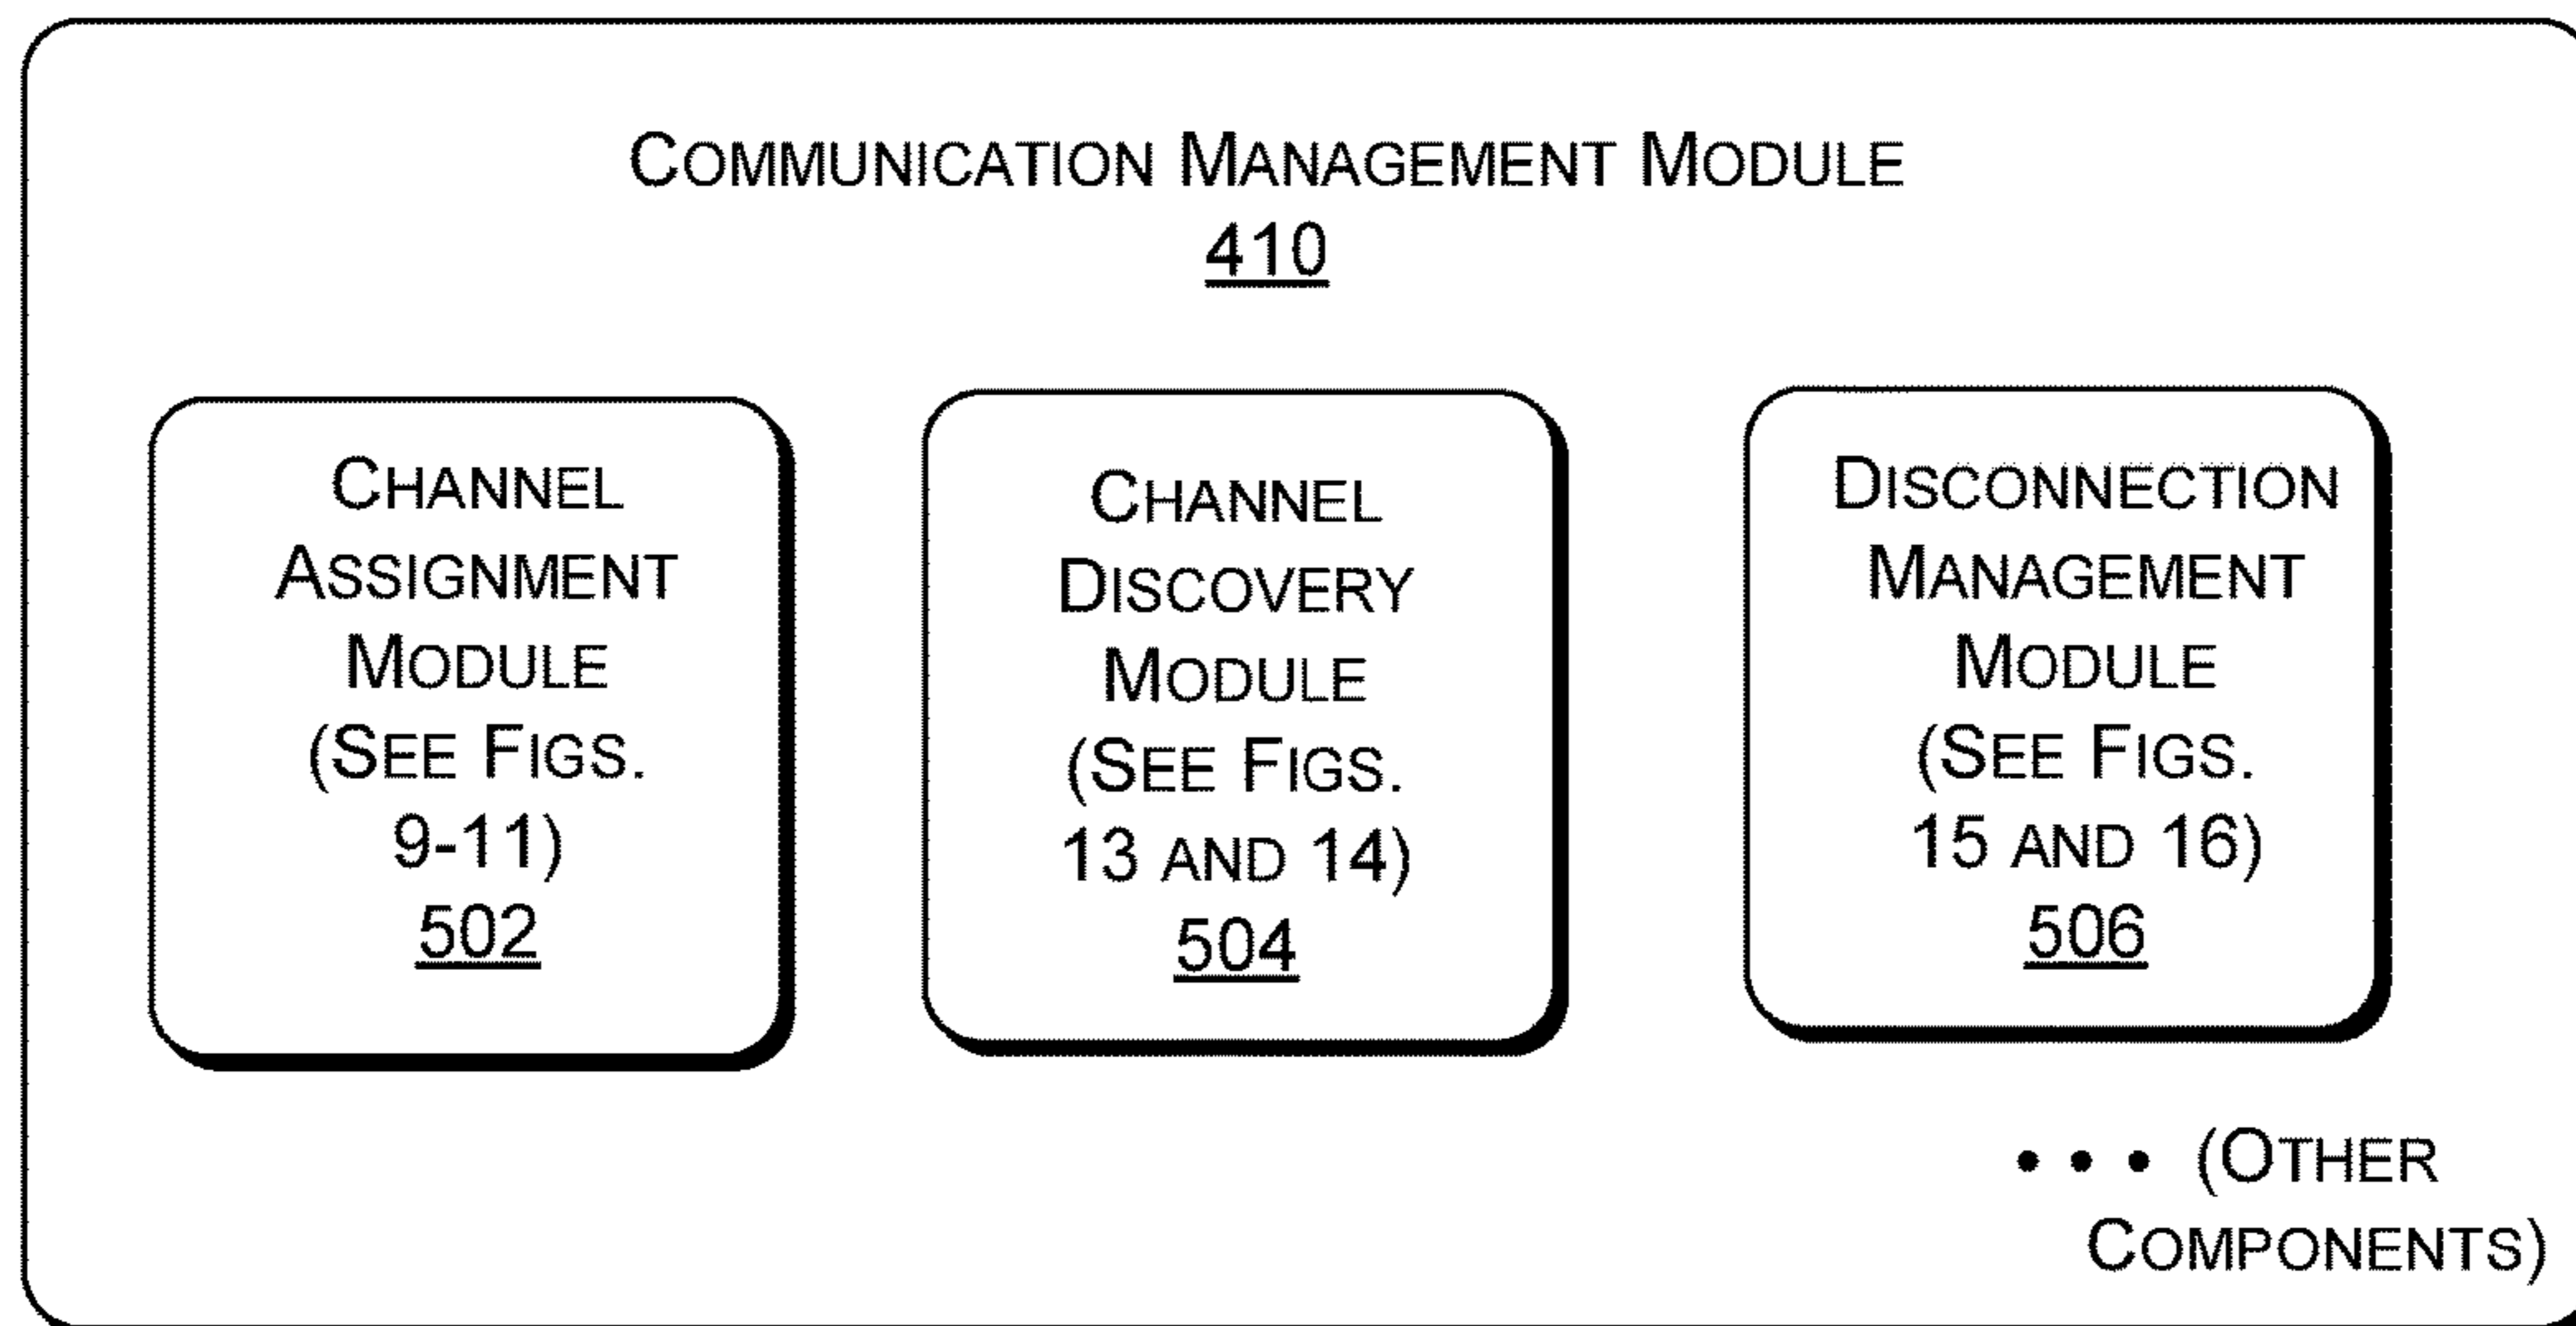 COMMUNICATION MANAGEMENT MODULE
410
CHANNEL
ASSIGNMENT
MODULE
(SEE FIGS.
9-11)
502
CHANNEL
DISCOVERY
MODULE
(SEE FIGS.
13 AND 14)
504
DISCONNECTION
MANAGEMENT
MODULE
(SEE FIGS.
15 AND 16)
506
• • • (OTHER
COMPONENTS)